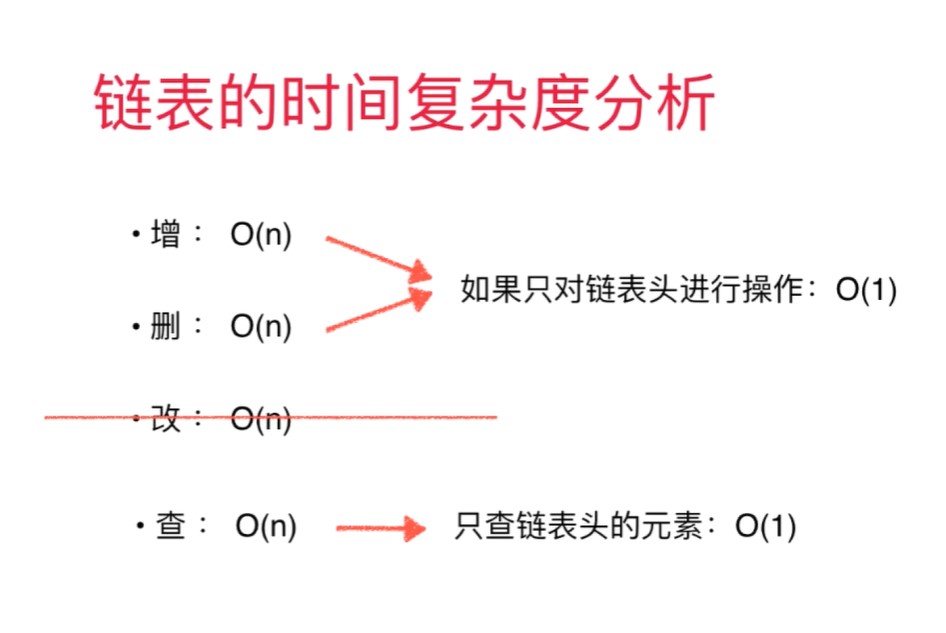 链表的时间复杂度分析
• 增： O(n)
如果只对链表头进行操作：O(1)
• 删： O(n)
• 改： O(n)
• 查： O(n)
只查链表头的元素：O(1)